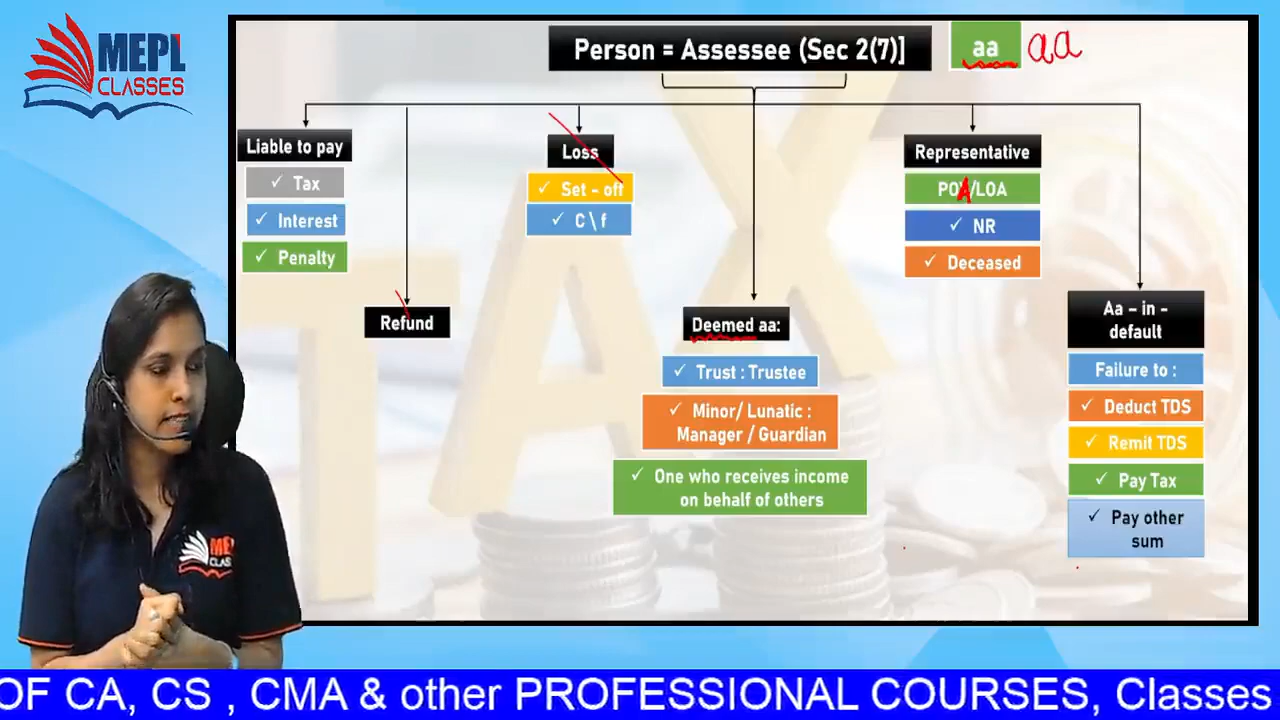 MEPL
CLASSES
Person = Assessee (Sec 2(7)]
aa
aa
Liable to pay
✓ Tax
✓ Interest
✓ Penalty
Refund
Loss
✓ Set – off
✓ C\f
Deemed aa:
✓ Trust : Trustee
✓ Minor/ Lunatic :
Manager / Guardian
✓ One who receives income
on behalf of others
Representative
POA/LOA
✓ NR
✓ Deceased
Aa – in –
default
Failure to :
✓ Deduct TDS
✓ Remit TDS
✓ Pay Tax
✓ Pay other
sum
TAX
OF CA, CS , CMA & other PROFESSIONAL COURSES, Classes